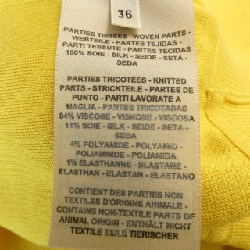 36
PARTIES TISSEES - WOVEN PARTS -
WEBTEILE - PARTES TEJIDAS -
PARTI TESSUTE - PARTES TECIDAS
100% SOIE - SILK - SEIDE - SETA -
SEDA
PARTIES TRICOTEES - KNITTED
PARTS - STRICKTEILE - PARTES DE
PUNTO - PARTI LAVORATE A
MAGLIA - PARTES TRICOTADAS
84% VISCOSE - VISKOSE - VISCOSA
11% SOIE - SILK - SEIDE - SETA -
SEDA
4% POLYAMIDE - POLYAMID -
POLIAMMIDE - POLIAMIDA
1% ELASTHANNE - ELASTANE -
ELASTHAN - ELASTAN - ELASTANO
CONTIENT DES PARTIES NON
TEXTILES D'ORIGINE ANIMALE -
CONTAINS NON-TEXTILE PARTS OF
ANIMAL ORIGIN - ENTHÄLT NICHT
TEXTILE TEILE TIERISCHER